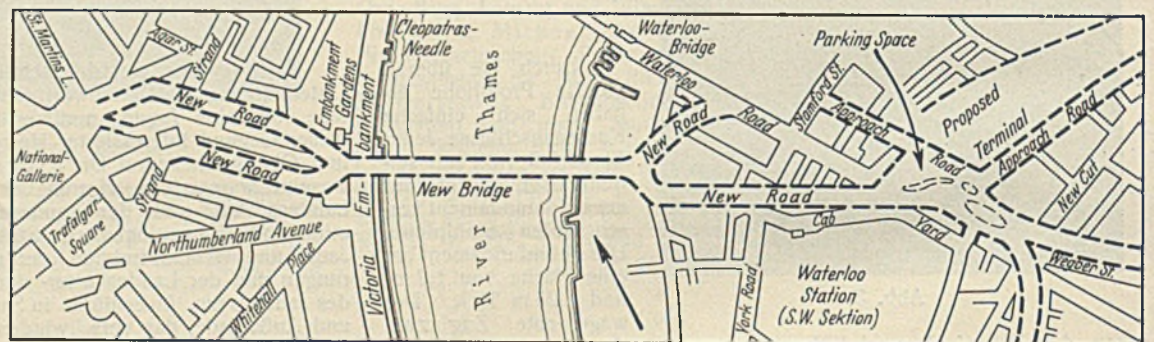 St. Martins L.
Agar St.
Strand
New Road
National-
Gallerie
Trafalgar-
Square
Strand
New Road
Northumberland Avenue
Whitehall Place
Embankment
Gardens
Victoria Em-
bankment
Cleopatras-
Needle
River Thames
New Bridge
Waterloo-
Bridge
Waterloo
Road
New Road
New Road
Cab
Yard
York Road
Waterloo
Station
(S.W. Sektion)
Parking Space
Stamford St.
Approach
Road
Proposed
Terminal
Approach Road
New Cut
Weaber St.